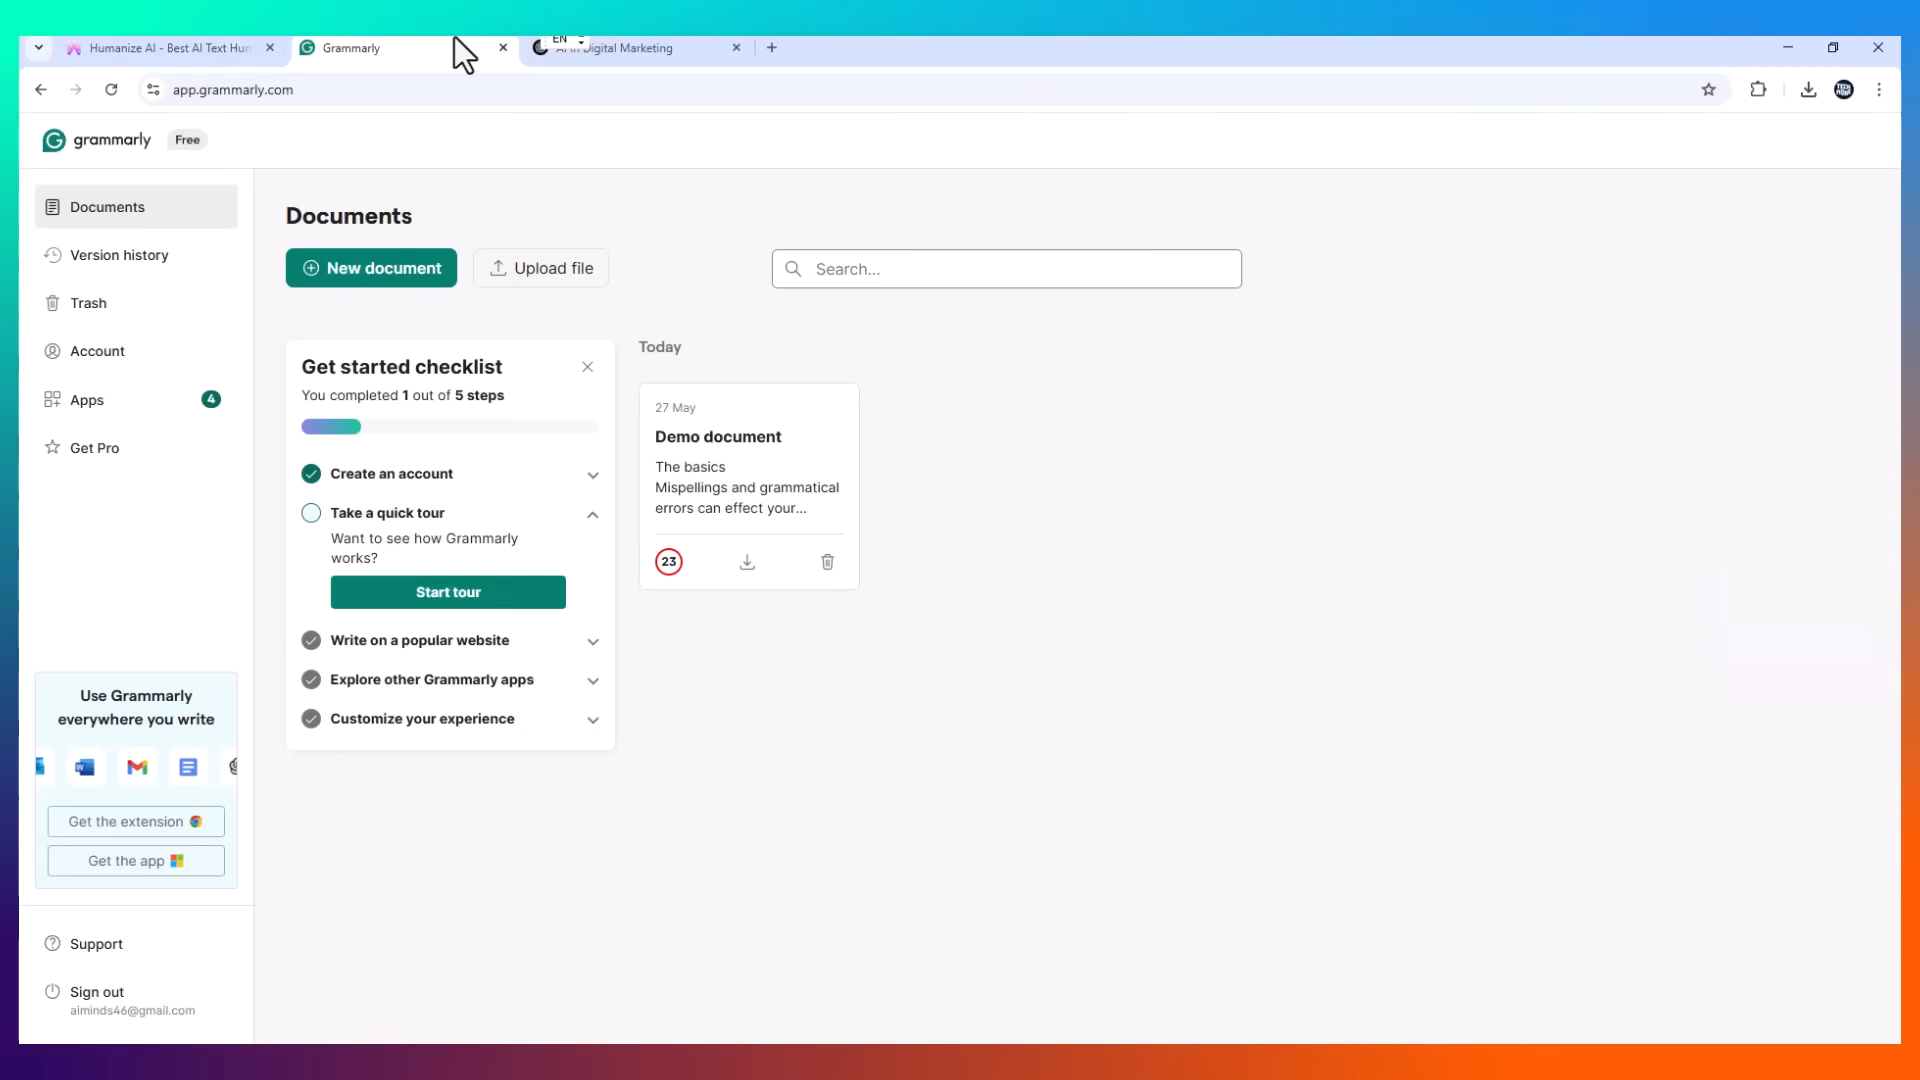 Humanize AI - Best AI Text Hun
Grammarly
EN
AI in Digital Marketing
app.grammarly.com
TECH
grammarly
Free
Documents
Version history
Trash
Account
Apps
4
Get Pro
Use Grammarly
everywhere you write
Get the extension
Get the app
Support
Sign out
aiminds46@gmail.com
Documents
New document
Upload file
Search...
Get started checklist
You completed 1 out of 5 steps
Create an account
Take a quick tour
Want to see how Grammarly
works?
Start tour
Write on a popular website
Explore other Grammarly apps
Customize your experience
Today
27 May
Demo document
The basics
Mispellings and grammatical
errors can effect your...
23